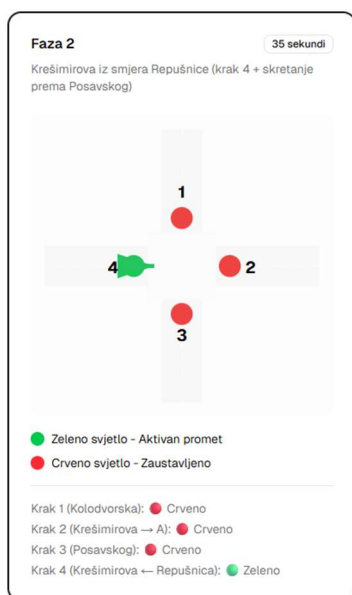 Faza 2
35 sekundi
Krešimirova iz smjera Repušnice (krak 4 + skretanje
prema Posavskog)
1
4
2
3
Zeleno svjetlo - Aktivan promet
Crveno svjetlo - Zaustavljeno
Krak 1 (Kolodvorska): Crveno
Krak 2 (Krešimirova → A): Crveno
Krak 3 (Posavskog): Crveno
Krak 4 (Krešimirova ← Repušnica): Zeleno